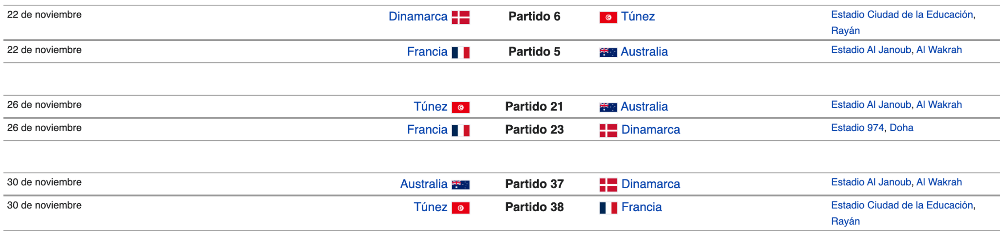 22 de noviembre Dinamarca Partido 6 Túnez Estadio Ciudad de la Educación,
Rayán
22 de noviembre Francia Partido 5 Australia Estadio Al Janoub, Al Wakrah
26 de noviembre Túnez Partido 21 Australia Estadio Al Janoub, Al Wakrah
26 de noviembre Francia Partido 23 Dinamarca Estadio 974, Doha
30 de noviembre Australia Partido 37 Dinamarca Estadio Al Janoub, Al Wakrah
30 de noviembre Túnez Partido 38 Francia Estadio Ciudad de la Educación,
Rayán